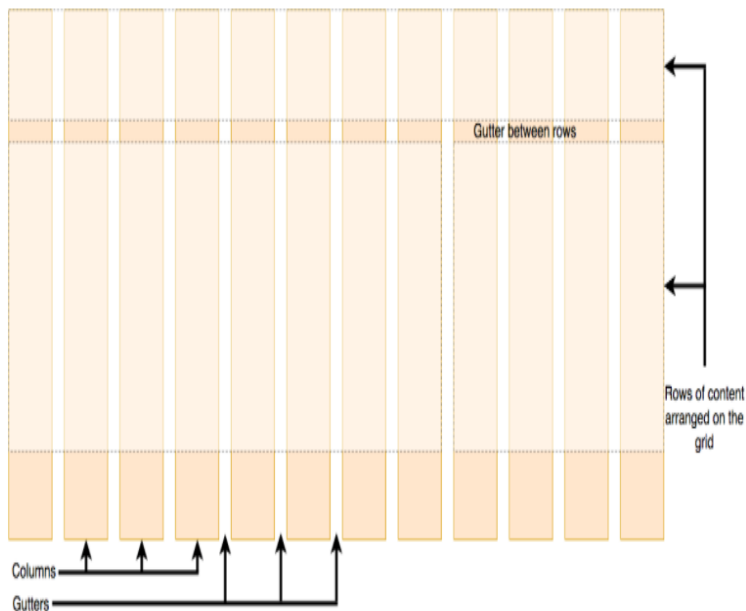 Gutter between rows
Rows of content
arranged on the
grid
Columns
Gutters